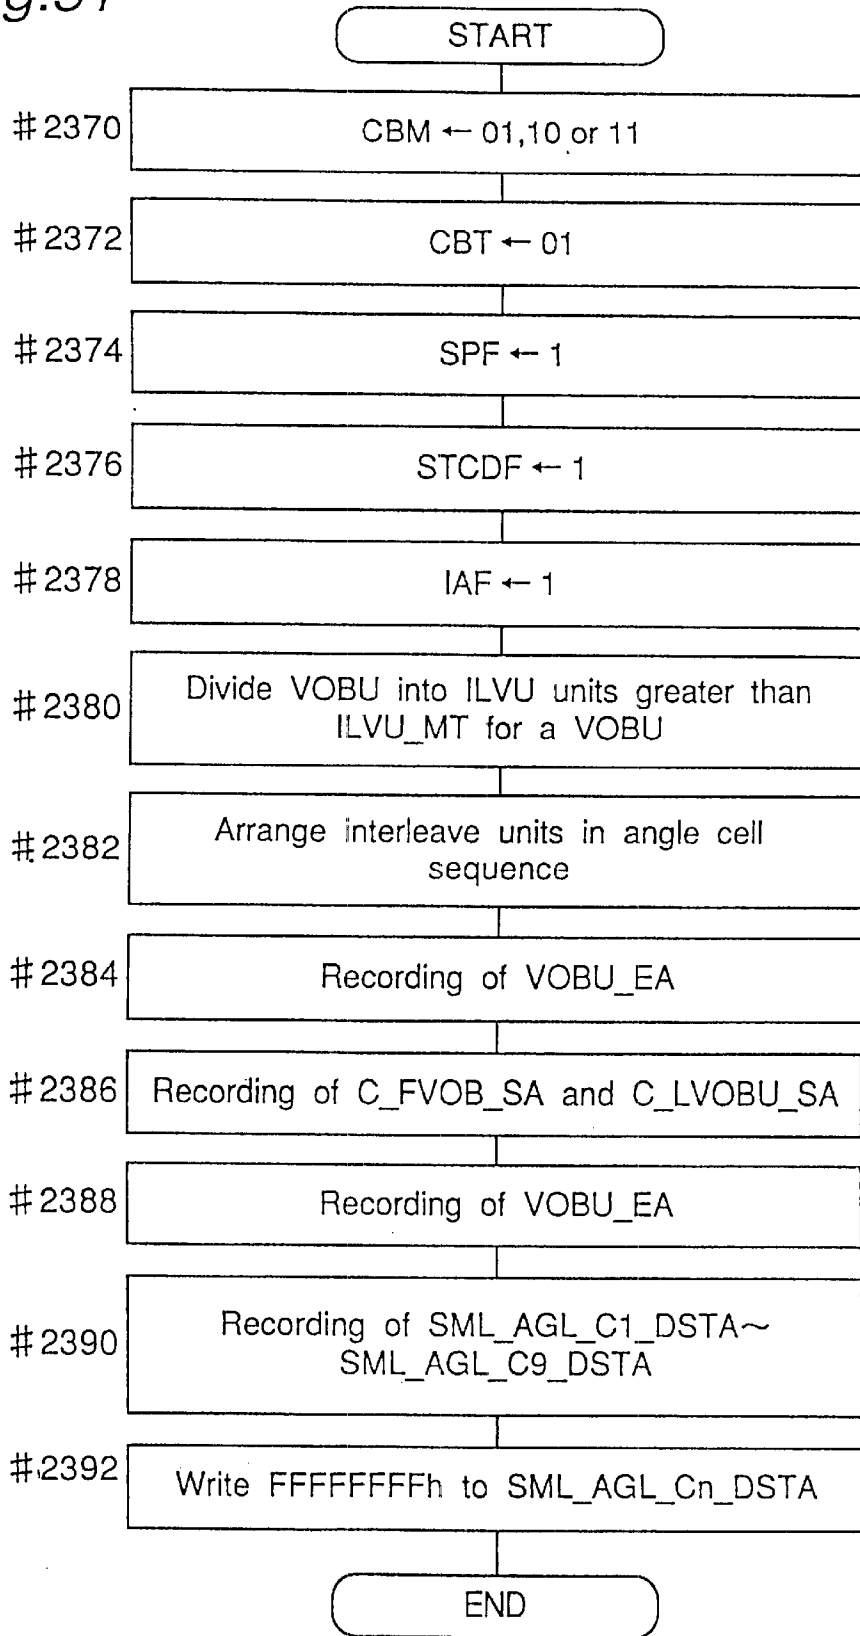 START
#2370
CBM ← 01,10 or 11
#2372
CBT ← 01
#2374
SPF ← 1
#2376
STCDF ← 1
#2378
IAF ← 1
#2380
Divide VOBU into ILVU units greater than
ILVU_MT for a VOBU
#2382
Arrange interleave units in angle cell
sequence
#2384
Recording of VOBU_EA
#2386
Recording of C_FVOB_SA and C_LVOBU_SA
#2388
Recording of VOBU_EA
#2390
Recording of SML_AGL_C1_DSTA~
SML_AGL_C9_DSTA
#2392
Write FFFFFFFFh to SML_AGL_Cn_DSTA
END